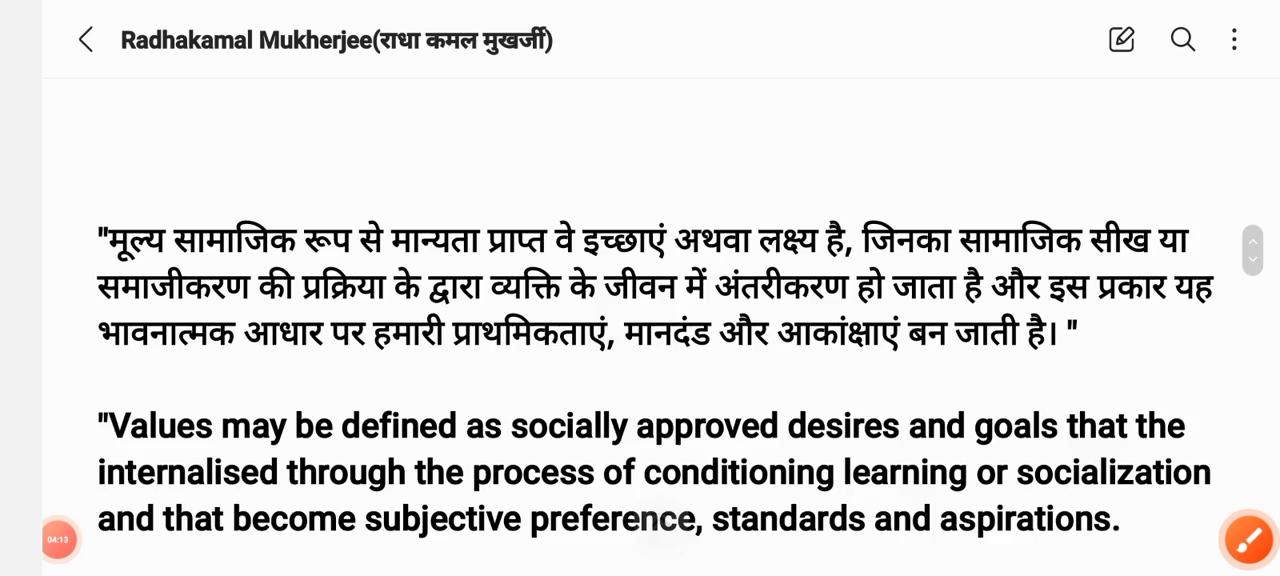 Radhakamal Mukherjee(राधा कमल मुखर्जी)
"मूल्य सामाजिक रूप से मान्यता प्राप्त वे इच्छाएं अथवा लक्ष्य है, जिनका सामाजिक सीख या
समाजीकरण की प्रक्रिया के द्वारा व्यक्ति के जीवन में अंतरीकरण हो जाता है और इस प्रकार यह
भावनात्मक आधार पर हमारी प्राथमिकताएं, मानदंड और आकांक्षाएं बन जाती है। "
"Values may be defined as socially approved desires and goals that the
internalised through the process of conditioning learning or socialization
and that become subjective preference, standards and aspirations.
04:13